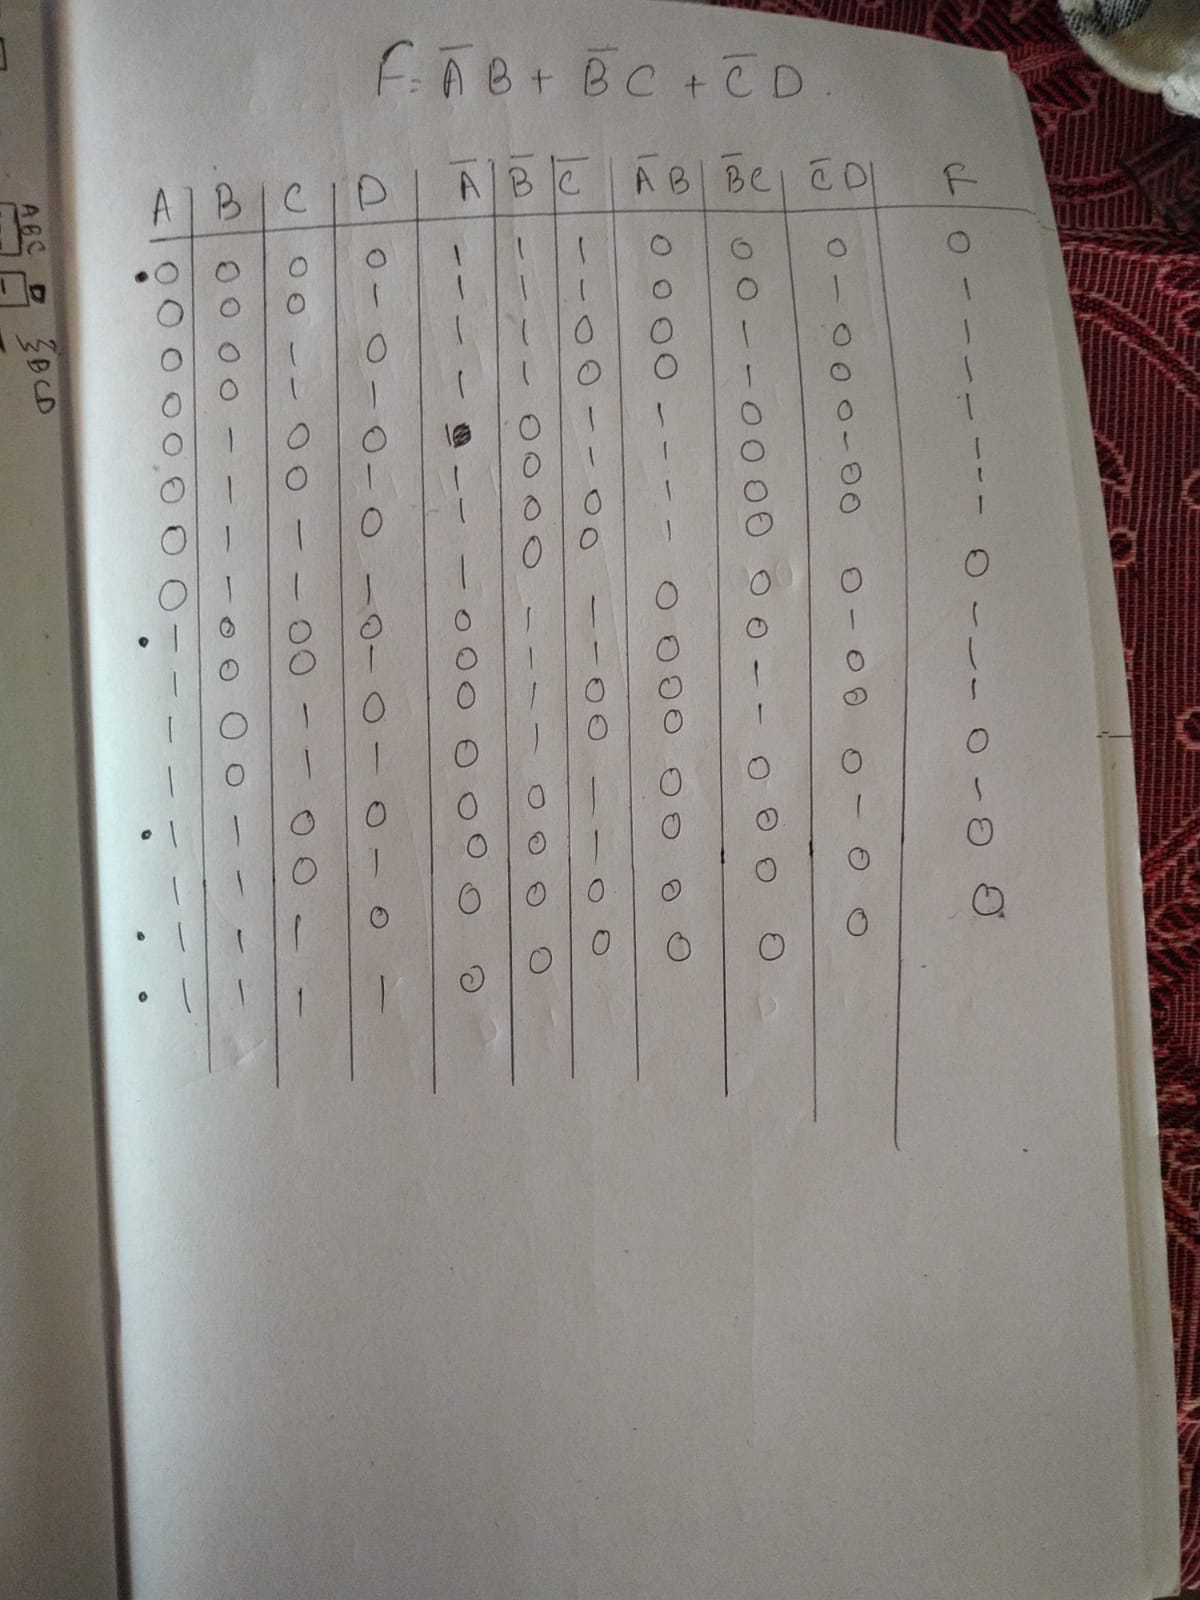 F = A̅ B + B̅ C + C̅ D.
A B C D A̅ B̅ C̅ A̅B B̅C C̅D F
0 0 0 0 1 1 1 0 0 0 0
0 0 0 1 1 1 1 0 0 1 1
0 0 1 0 1 1 0 0 1 0 1
0 0 1 1 1 1 0 0 1 0 1
0 1 0 0 1 0 1 1 0 0 1
0 1 0 1 1 0 1 1 0 1 1
0 1 1 0 1 0 0 1 0 0 1
0 1 1 1 1 0 0 1 0 0 1
1 0 0 0 0 1 1 0 0 0 0
1 0 0 1 0 1 1 0 0 1 1
1 0 1 0 0 1 0 0 1 0 1
1 0 1 1 0 1 0 0 1 0 1
1 1 0 0 0 0 1 0 0 0 0
1 1 0 1 0 0 1 0 0 1 1
1 1 1 0 0 0 0 0 0 0 0
1 1 1 1 0 0 0 0 0 0 0
ABC D